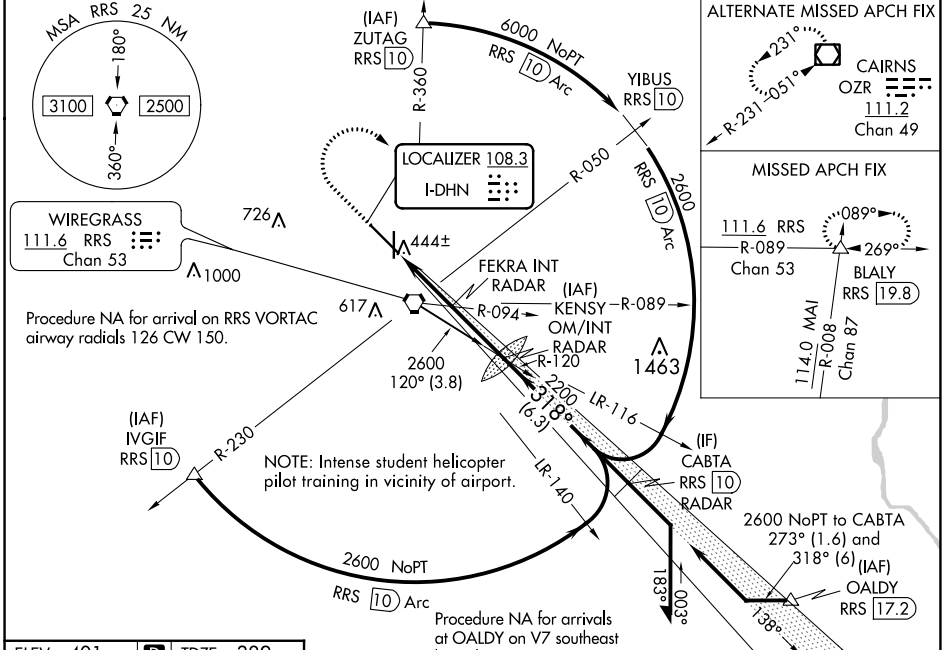 MSA RRS 25 NM
180°
3100
2500
360°
(IAF)
ZUTAG
RRS 10
R-360
6000 NoPT
RRS 10 Arc
YIBUS
RRS 10
R-050
2600
RRS 10 Arc
LOCALIZER 108.3
I-DHN
ALTERNATE MISSED APCH FIX
231°
R-231
051°
CAIRNS
OZR
111.2
Chan 49
MISSED APCH FIX
089°
111.6 RRS
R-089
Chan 53
269°
BLALY
RRS 19.8
114.0 MAI
R-008
Chan 87
WIREGRASS
111.6 RRS
Chan 53
726
1000
444±
617
FEKRA INT
RADAR
R-094
(IAF)
KENSY
OM/INT
RADAR
R-089
R-120
1463
Procedure NA for arrival on RRS VORTAC
airway radials 126 CW 150.
2600
120° (3.8)
2200
318°
(6.3)
LR-116
LR-140
(IF)
CABTA
RRS 10
RADAR
(IAF)
IVGIF
RRS 10
R-230
NOTE: Intense student helicopter
pilot training in vicinity of airport.
2600 NoPT
RRS 10 Arc
183°
003°
2600 NoPT to CABTA
273° (1.6) and
318° (6)
(IAF)
OALDY
RRS 17.2
138°
Procedure NA for arrivals
at OALDY on V7 southeast